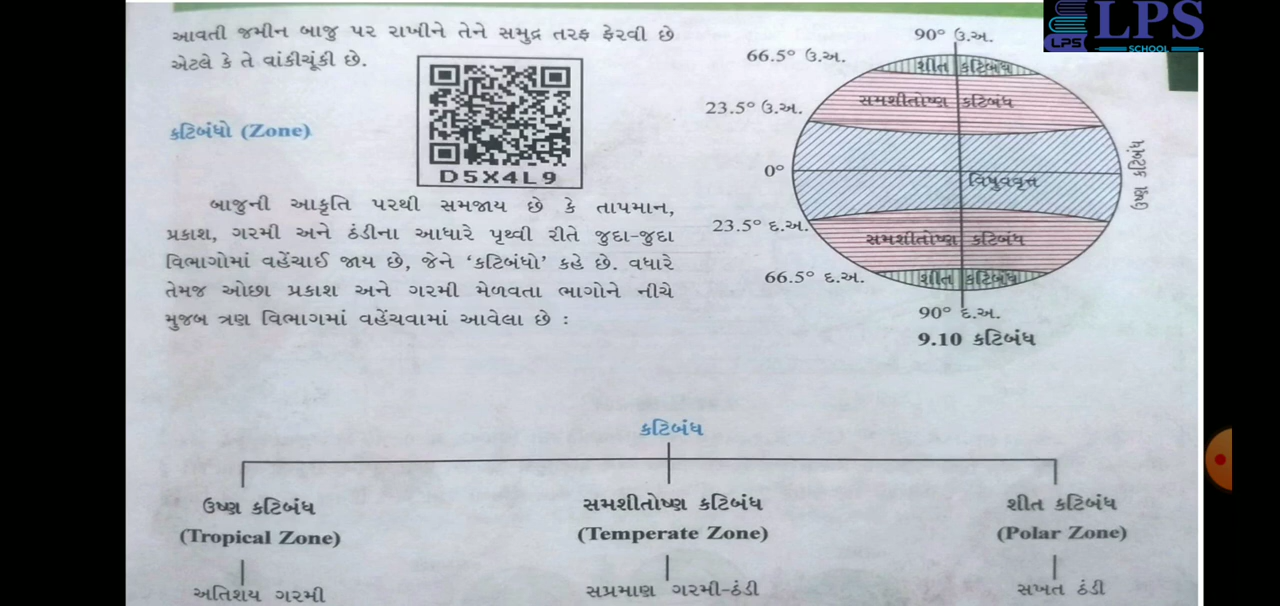 આવતી જમીન બાજુ પર રાખીને તેને સમુદ્ર તરફ ફેરવી છે
એટલે કે તે વાંકીચૂંકી છે.
કટિબંધો (Zone)
D5X4L9
બાજુની આકૃતિ પરથી સમજાય છે કે તાપમાન,
પ્રકાશ, ગરમી અને ઠંડીના આધારે પૃથ્વી રીતે જુદા-જુદા
વિભાગોમાં વહેંચાઈ જાય છે, જેને ‘કટિબંધો’ કહે છે. વધારે
તેમજ ઓછા પ્રકાશ અને ગરમી મેળવતા ભાગોને નીચે
મુજબ ત્રણ વિભાગમાં વહેંચવામાં આવેલા છે :
LPS
LPS
SCHOOL
90° ઉ.અ.
66.5° ઉ.અ.
શીત કટિબંધ
સમશીતોષ્ણ કટિબંધ
23.5° ઉ.અ.
0°
વિષુવવૃત્ત
ઉષ્ણ કટિબંધ
23.5° દ.અ.
સમશીતોષ્ણ કટિબંધ
66.5° દ.અ.
શીત કટિબંધ
90° દ.અ.
9.10 કટિબંધ
કટિબંધ
ઉષ્ણ કટિબંધ
(Tropical Zone)
અતિશય ગરમી
સમશીતોષ્ણ કટિબંધ
(Temperate Zone)
સપ્રમાણ ગરમી-ઠંડી
શીત કટિબંધ
(Polar Zone)
સખત ઠંડી